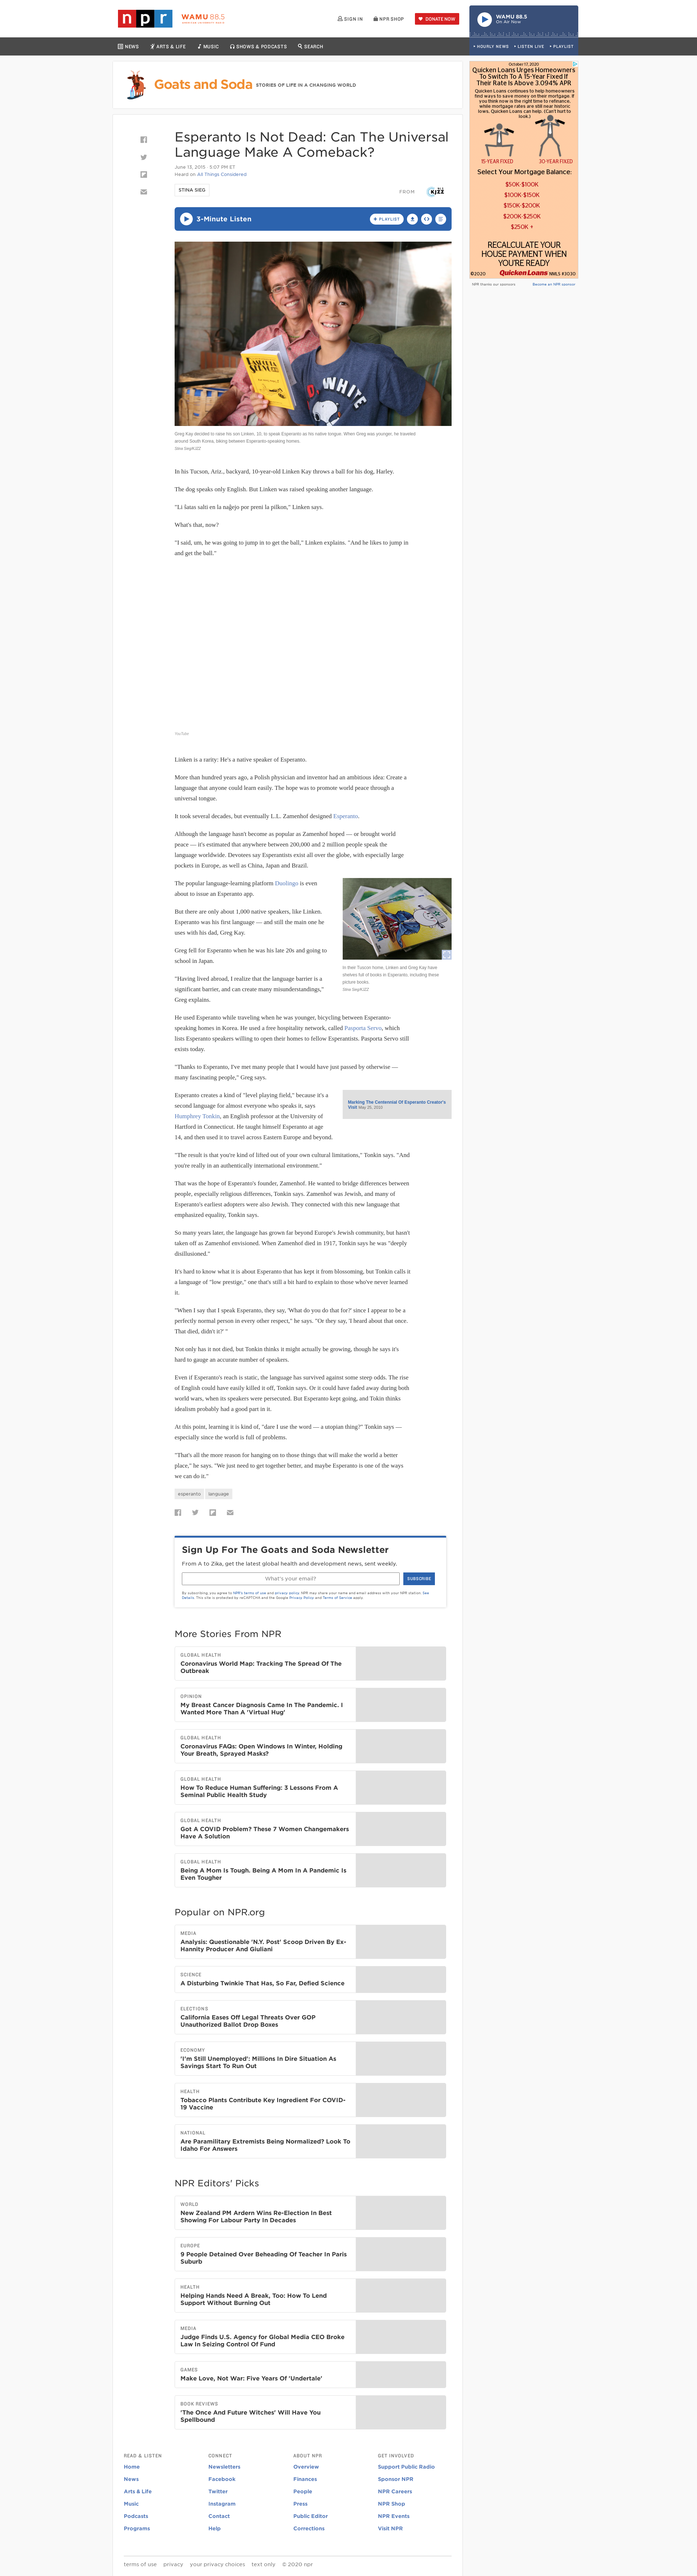 npr
WAMU 88.5
AMERICAN UNIVERSITY RADIO
SIGN IN
NPR SHOP
DONATE NOW
WAMU 88.5
On Air Now
NEWS
ARTS & LIFE
MUSIC
SHOWS & PODCASTS
SEARCH
HOURLY NEWS
LISTEN LIVE
PLAYLIST
Goats and Soda
STORIES OF LIFE IN A CHANGING WORLD
October 17, 2020
Quicken Loans Urges Homeowners
To Switch To A 15-Year Fixed If
Their Rate Is Above 3.094% APR
Quicken Loans continues to help homeowners
find ways to save money on their mortgage. If
you think now is the right time to refinance,
while mortgage rates are still near historic
lows, Quicken Loans can help. (Can't hurt to
look.)
15-YEAR FIXED
30-YEAR FIXED
Select Your Mortgage Balance:
$50K-$100K
$100K-$150K
$150K-$200K
$200K-$250K
$250K +
RECALCULATE YOUR
HOUSE PAYMENT WHEN
YOU'RE READY
©2020
Quicken Loans
NMLS #3030
NPR thanks our sponsors
Become an NPR sponsor
Esperanto Is Not Dead: Can The Universal
Language Make A Comeback?
June 13, 2015 · 5:07 PM ET
Heard on All Things Considered
STINA SIEG
FROM
KJZZ
3-Minute Listen
PLAYLIST
Greg Kay decided to raise his son Linken, 10, to speak Esperanto as his native tongue. When Greg was younger, he traveled
around South Korea, biking between Esperanto-speaking homes.
Stina Sieg/KJZZ
In his Tucson, Ariz., backyard, 10-year-old Linken Kay throws a ball for his dog, Harley.
The dog speaks only English. But Linken was raised speaking another language.
"Li ŝatas salti en la naĝejo por preni la pilkon," Linken says.
What's that, now?
"I said, um, he was going to jump in to get the ball," Linken explains. "And he likes to jump in
and get the ball."
YouTube
Linken is a rarity: He's a native speaker of Esperanto.
More than hundred years ago, a Polish physician and inventor had an ambitious idea: Create a
language that anyone could learn easily. The hope was to promote world peace through a
universal tongue.
It took several decades, but eventually L.L. Zamenhof designed Esperanto.
Although the language hasn't become as popular as Zamenhof hoped — or brought world
peace — it's estimated that anywhere between 200,000 and 2 million people speak the
language worldwide. Devotees say Esperantists exist all over the globe, with especially large
pockets in Europe, as well as China, Japan and Brazil.
The popular language-learning platform Duolingo is even
about to issue an Esperanto app.
But there are only about 1,000 native speakers, like Linken.
Esperanto was his first language — and still the main one he
uses with his dad, Greg Kay.
Greg fell for Esperanto when he was his late 20s and going to
school in Japan.
In their Tuscon home, Linken and Greg Kay have
shelves full of books in Esperanto, including these
picture books.
Stina Sieg/KJZZ
"Having lived abroad, I realize that the language barrier is a
significant barrier, and can create many misunderstandings,"
Greg explains.
He used Esperanto while traveling when he was younger, bicycling between Esperanto-
speaking homes in Korea. He used a free hospitality network, called Pasporta Servo, which
lists Esperanto speakers willing to open their homes to fellow Esperantists. Pasporta Servo still
exists today.
"Thanks to Esperanto, I've met many people that I would have just passed by otherwise —
many fascinating people," Greg says.
Esperanto creates a kind of "level playing field," because it's a
second language for almost everyone who speaks it, says
Humphrey Tonkin, an English professor at the University of
Hartford in Connecticut. He taught himself Esperanto at age
14, and then used it to travel across Eastern Europe and beyond.
Marking The Centennial Of Esperanto Creator's
Visit May 20, 2010
"The result is that you're kind of lifted out of your own cultural limitations," Tonkin says. "And
you're really in an authentically international environment."
That was the hope of Esperanto's founder, Zamenhof. He wanted to bridge differences between
people, especially religious differences, Tonkin says. Zamenhof was Jewish, and many of
Esperanto's earliest adopters were also Jewish. They connected with this new language that
emphasized equality, Tonkin says.
So many years later, the language has grown far beyond Europe's Jewish community, but hasn't
taken off as Zamenhof envisioned. When Zamenhof died in 1917, Tonkin says he was "deeply
disillusioned."
It's hard to know what it is about Esperanto that has kept it from blossoming, but Tonkin calls it
a language of "low prestige," one that's still a bit hard to explain to those who've never learned
it.
"When I say that I speak Esperanto, they say, 'What do you do that for?' since I appear to be a
perfectly normal person in every other respect," he says. "Or they say, 'I heard about that once.
That died, didn't it?' "
Not only has it not died, but Tonkin thinks it might actually be growing, though he says it's
hard to gauge an accurate number of speakers.
Even if Esperanto's reach is static, the language has survived against some steep odds. The rise
of English could have easily killed it off, Tonkin says. Or it could have faded away during both
world wars, when its speakers were persecuted. But Esperanto kept going, and Tokin thinks
idealism probably had a good part in it.
At this point, learning it is kind of, "dare I use the word — a utopian thing?" Tonkin says —
especially since the world is full of problems.
"That's all the more reason for hanging on to those things that will make the world a better
place," he says. "We just need to get together better, and maybe Esperanto is one of the ways
we can do it."
esperanto
language
Sign Up For The Goats and Soda Newsletter
From A to Zika, get the latest global health and development news, sent weekly.
What's your email?
SUBSCRIBE
By subscribing, you agree to NPR's terms of use and privacy policy. NPR may share your name and email address with your NPR station. See
Details. This site is protected by reCAPTCHA and the Google Privacy Policy and Terms of Service apply.
More Stories From NPR
GLOBAL HEALTH
Coronavirus World Map: Tracking The Spread Of The
Outbreak
OPINION
My Breast Cancer Diagnosis Came In The Pandemic. I
Wanted More Than A 'Virtual Hug'
GLOBAL HEALTH
Coronavirus FAQs: Open Windows In Winter, Holding
Your Breath, Sprayed Masks?
GLOBAL HEALTH
How To Reduce Human Suffering: 3 Lessons From A
Seminal Public Health Study
GLOBAL HEALTH
Got A COVID Problem? These 7 Women Changemakers
Have A Solution
GLOBAL HEALTH
Being A Mom Is Tough. Being A Mom In A Pandemic Is
Even Tougher
Popular on NPR.org
MEDIA
Analysis: Questionable 'N.Y. Post' Scoop Driven By Ex-
Hannity Producer And Giuliani
SCIENCE
A Disturbing Twinkie That Has, So Far, Defied Science
ELECTIONS
California Eases Off Legal Threats Over GOP
Unauthorized Ballot Drop Boxes
ECONOMY
'I'm Still Unemployed': Millions In Dire Situation As
Savings Start To Run Out
HEALTH
Tobacco Plants Contribute Key Ingredient For COVID-
19 Vaccine
NATIONAL
Are Paramilitary Extremists Being Normalized? Look To
Idaho For Answers
NPR Editors' Picks
WORLD
New Zealand PM Ardern Wins Re-Election In Best
Showing For Labour Party In Decades
EUROPE
9 People Detained Over Beheading Of Teacher In Paris
Suburb
HEALTH
Helping Hands Need A Break, Too: How To Lend
Support Without Burning Out
MEDIA
Judge Finds U.S. Agency for Global Media CEO Broke
Law In Seizing Control Of Fund
GAMES
Make Love, Not War: Five Years Of 'Undertale'
BOOK REVIEWS
'The Once And Future Witches' Will Have You
Spellbound
READ & LISTEN
Home
News
Arts & Life
Music
Podcasts
Programs
CONNECT
Newsletters
Facebook
Twitter
Instagram
Contact
Help
ABOUT NPR
Overview
Finances
People
Press
Public Editor
Corrections
GET INVOLVED
Support Public Radio
Sponsor NPR
NPR Careers
NPR Shop
NPR Events
Visit NPR
terms of use
privacy
your privacy choices
text only
© 2020 npr